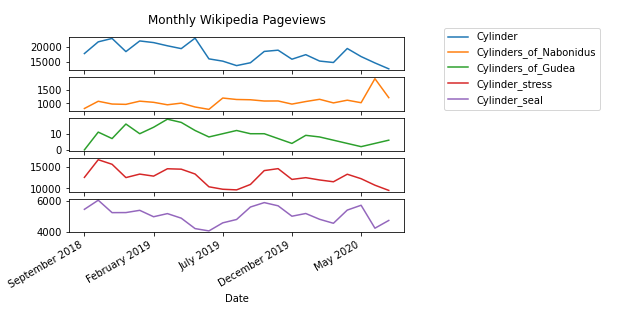 Monthly Wikipedia Pageviews
Cylinder
Cylinders_of_Nabonidus
Cylinders_of_Gudea
Cylinder_stress
Cylinder_seal
20000
15000
1500
1000
10
0
15000
10000
6000
4000
September 2018
February 2019
July 2019
December 2019
May 2020
Date